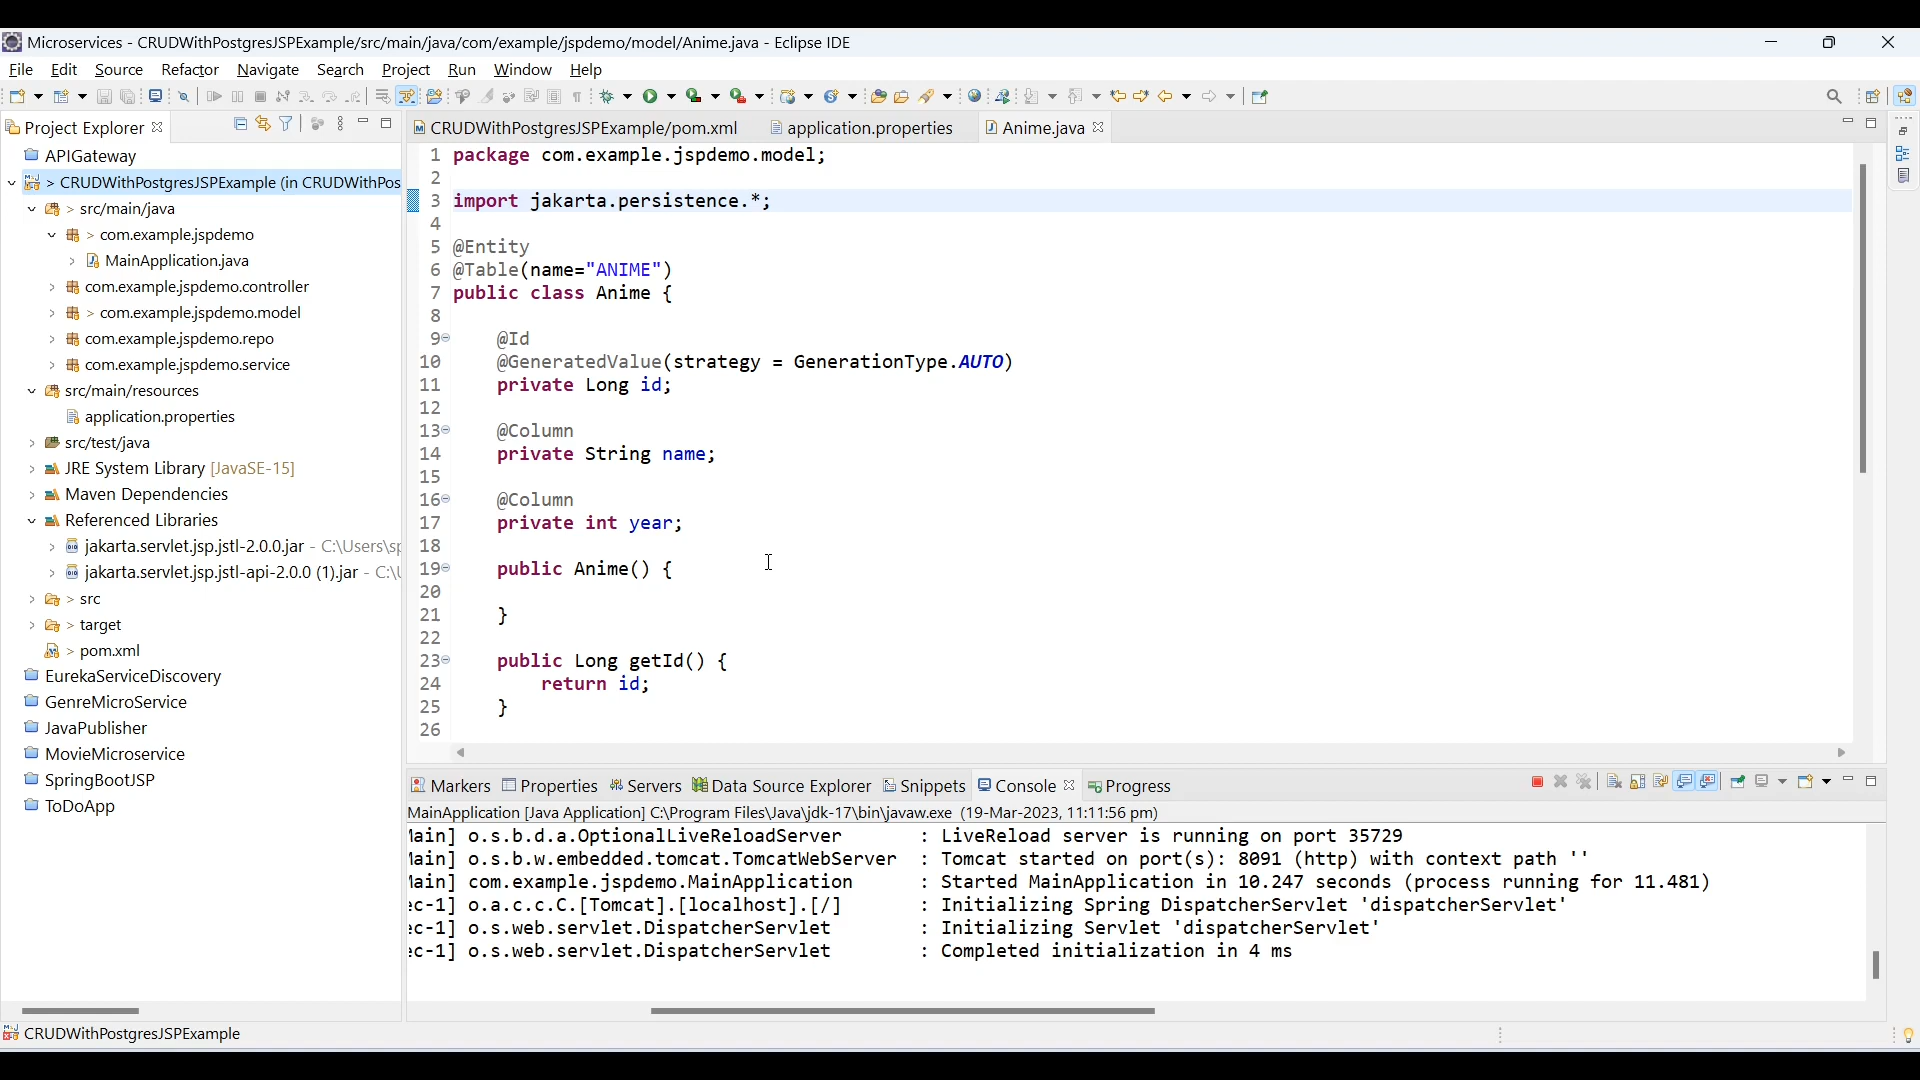 Microservices - CRUDWithPostgresJSPExample/src/main/java/com/example/jspdemo/model/Anime.java - Eclipse IDE
File Edit Source Refactor Navigate Search Project Run Window Help
Project Explorer
APIGateway
> CRUDWithPostgresJSPExample (in CRUDWithPos
> src/main/java
> com.example.jspdemo
MainApplication.java
com.example.jspdemo.controller
> com.example.jspdemo.model
com.example.jspdemo.repo
com.example.jspdemo.service
src/main/resources
application.properties
src/test/java
JRE System Library [JavaSE-15]
Maven Dependencies
Referenced Libraries
jakarta.servlet.jsp.jstl-2.0.0.jar - C:\Users\sp
jakarta.servlet.jsp.jstl-api-2.0.0 (1).jar - C:\U
> src
> target
> pom.xml
EurekaServiceDiscovery
GenreMicroService
JavaPublisher
MovieMicroservice
SpringBootJSP
ToDoApp
CRUDWithPostgresJSPExample/pom.xml application.properties Anime.java
1 package com.example.jspdemo.model;
2
3 import jakarta.persistence.*;
4
5 @Entity
6 @Table(name="ANIME")
7 public class Anime {
8
9 @Id
10 @GeneratedValue(strategy = GenerationType.AUTO)
11 private Long id;
12
13 @Column
14 private String name;
15
16 @Column
17 private int year;
18
19 public Anime() {
20
21 }
22
23 public Long getId() {
24 return id;
25 }
26
Markers Properties Servers Data Source Explorer Snippets Console Progress
MainApplication [Java Application] C:\Program Files\Java\jdk-17\bin\javaw.exe (19-Mar-2023, 11:11:56 pm)
Main] o.s.b.d.a.OptionalLiveReloadServer : LiveReload server is running on port 35729
Main] o.s.b.w.embedded.tomcat.TomcatWebServer : Tomcat started on port(s): 8091 (http) with context path ''
Main] com.example.jspdemo.MainApplication : Started MainApplication in 10.247 seconds (process running for 11.481)
ec-1] o.a.c.c.C.[Tomcat].[localhost].[/] : Initializing Spring DispatcherServlet 'dispatcherServlet'
ec-1] o.s.web.servlet.DispatcherServlet : Initializing Servlet 'dispatcherServlet'
ec-1] o.s.web.servlet.DispatcherServlet : Completed initialization in 4 ms
CRUDWithPostgresJSPExample